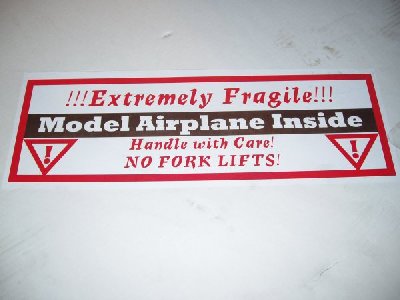 !!!Extremely Fragile!!!
Model Airplane Inside
Handle with Care!
! NO FORK LIFTS! !